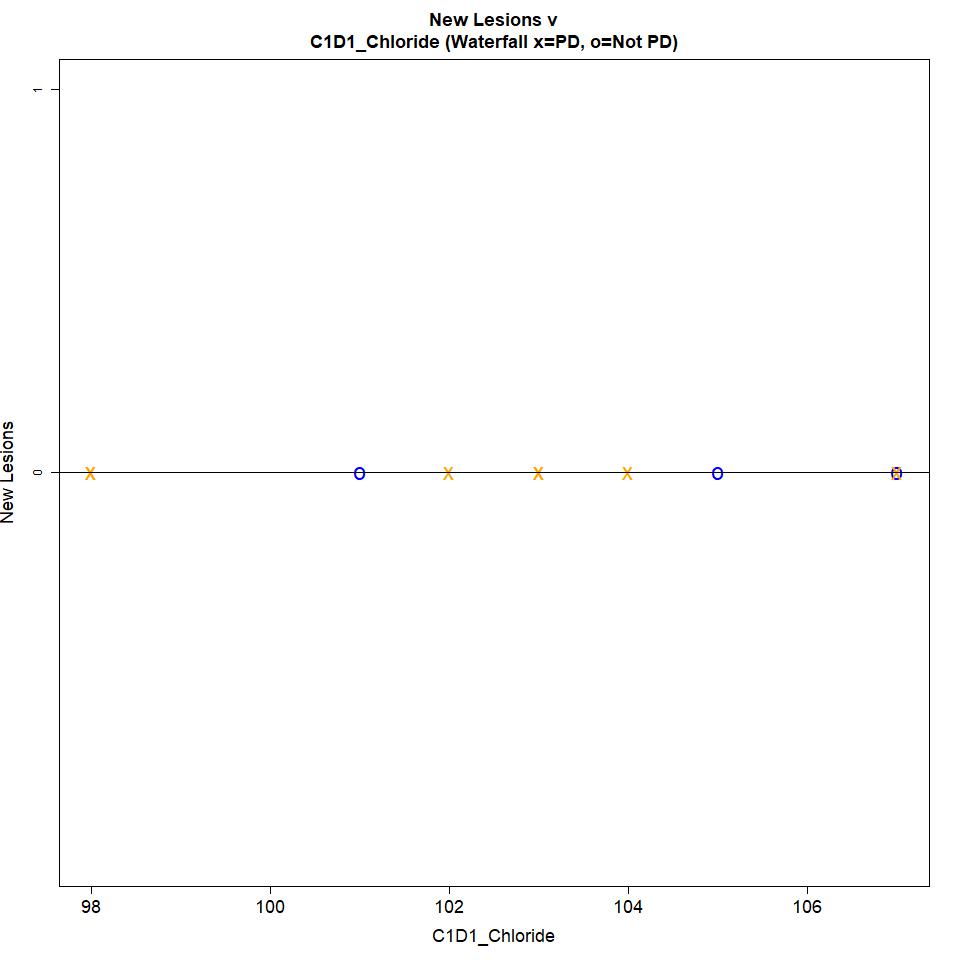 New Lesions v
C1D1_Chloride (Waterfall x=PD, o=Not PD)
1
New Lesions
0
x o x x x o o x
98 100 102 104 106
C1D1_Chloride